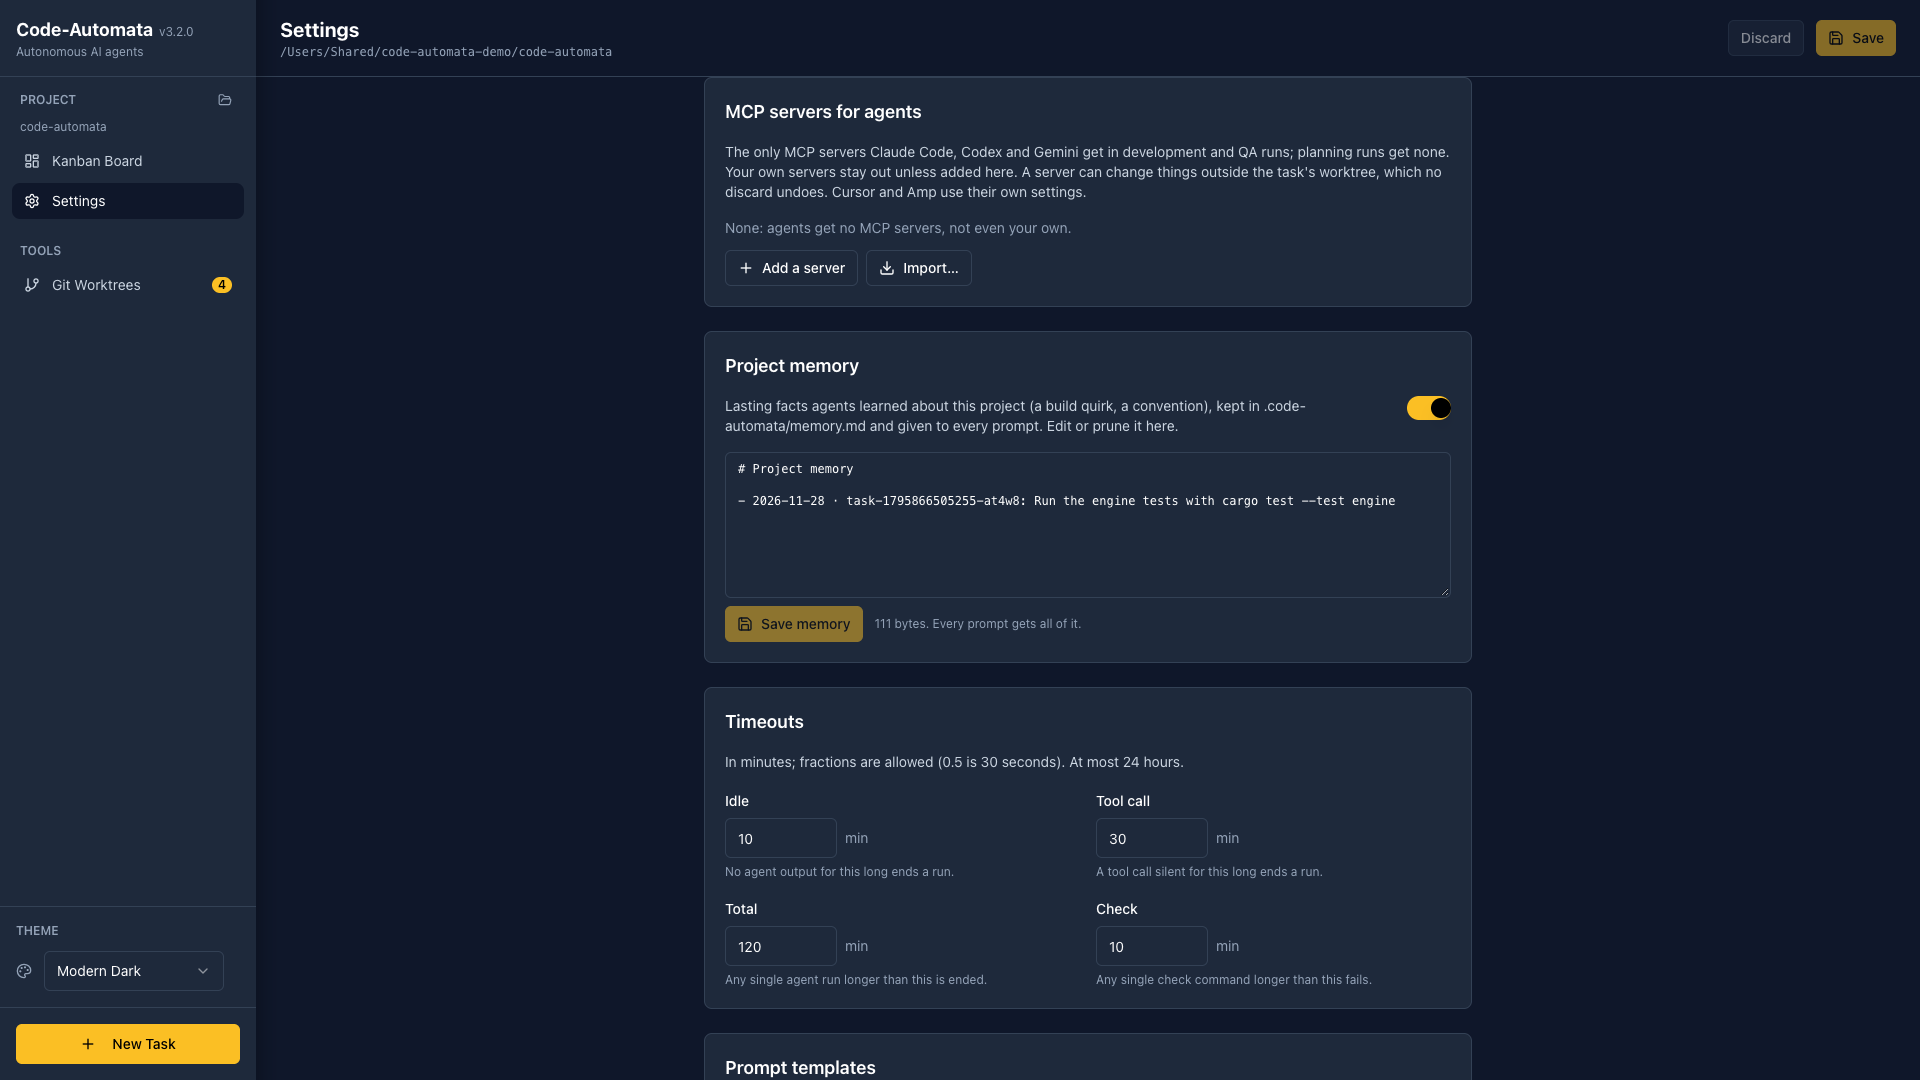 Code-Automata v3.2.0
Autonomous AI agents
PROJECT
code-automata
Kanban Board
Settings
TOOLS
Git Worktrees 4
THEME
Modern Dark
New Task
Settings
/Users/Shared/code-automata-demo/code-automata
Discard
Save
MCP servers for agents
The only MCP servers Claude Code, Codex and Gemini get in development and QA runs; planning runs get none.
Your own servers stay out unless added here. A server can change things outside the task's worktree, which no
discard undoes. Cursor and Amp use their own settings.
None: agents get no MCP servers, not even your own.
Add a server
Import...
Project memory
Lasting facts agents learned about this project (a build quirk, a convention), kept in .code-
automata/memory.md and given to every prompt. Edit or prune it here.
# Project memory
- 2026-11-28 · task-1795866505255-at4w8: Run the engine tests with cargo test --test engine
Save memory
111 bytes. Every prompt gets all of it.
Timeouts
In minutes; fractions are allowed (0.5 is 30 seconds). At most 24 hours.
Idle
10 min
No agent output for this long ends a run.
Tool call
30 min
A tool call silent for this long ends a run.
Total
120 min
Any single agent run longer than this is ended.
Check
10 min
Any single check command longer than this fails.
Prompt templates